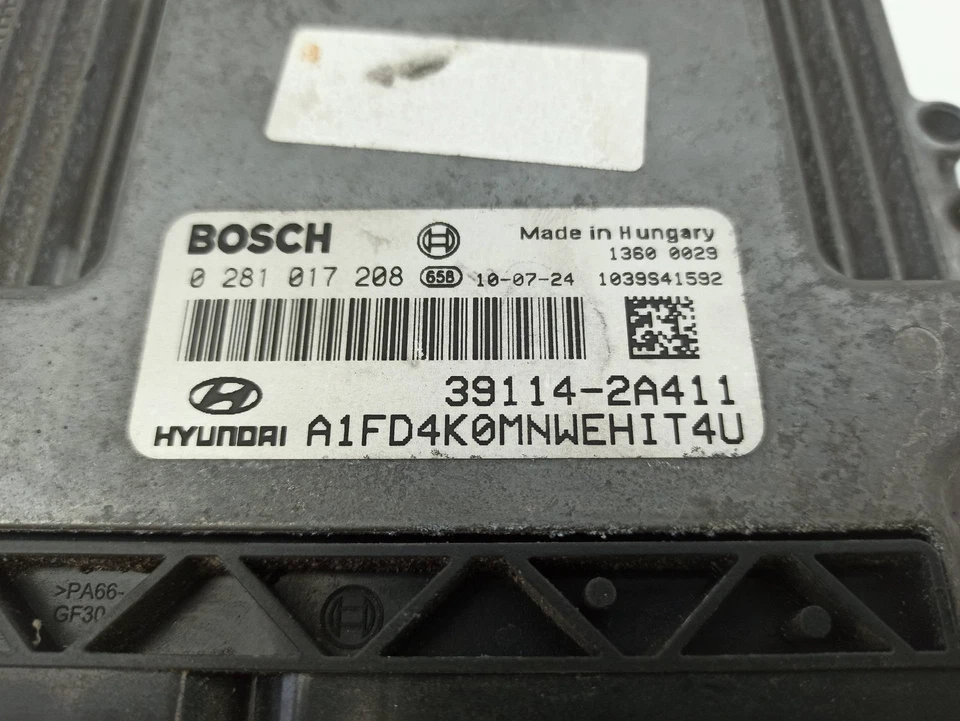 BOSCH
Made in Hungary
1360 0029
0 281 017 208 658 10-07-24 1039S41592
39114-2A411
HYUNDAI A1FD4K0MNWEHIT4U
>PA66-
GF30